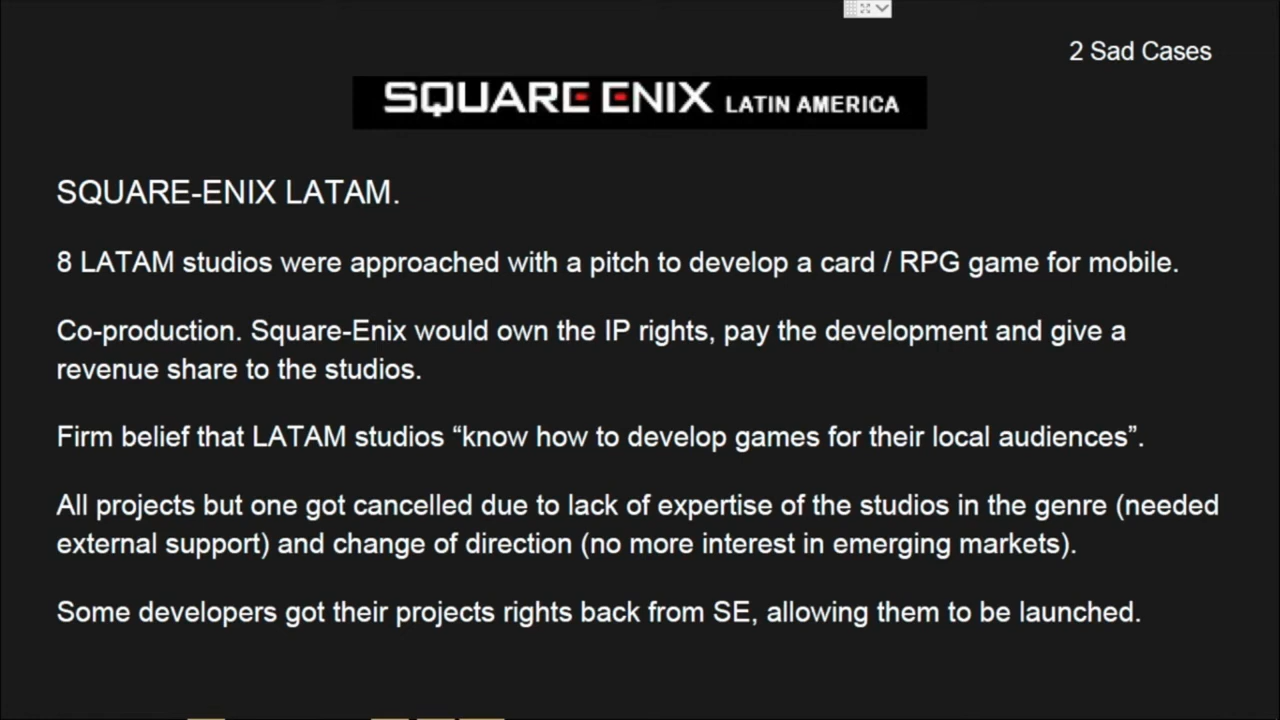 2 Sad Cases
SQUARE ENIX LATIN AMERICA
SQUARE-ENIX LATAM.
8 LATAM studios were approached with a pitch to develop a card / RPG game for mobile.
Co-production. Square-Enix would own the IP rights, pay the development and give a
revenue share to the studios.
Firm belief that LATAM studios “know how to develop games for their local audiences”.
All projects but one got cancelled due to lack of expertise of the studios in the genre (needed
external support) and change of direction (no more interest in emerging markets).
Some developers got their projects rights back from SE, allowing them to be launched.